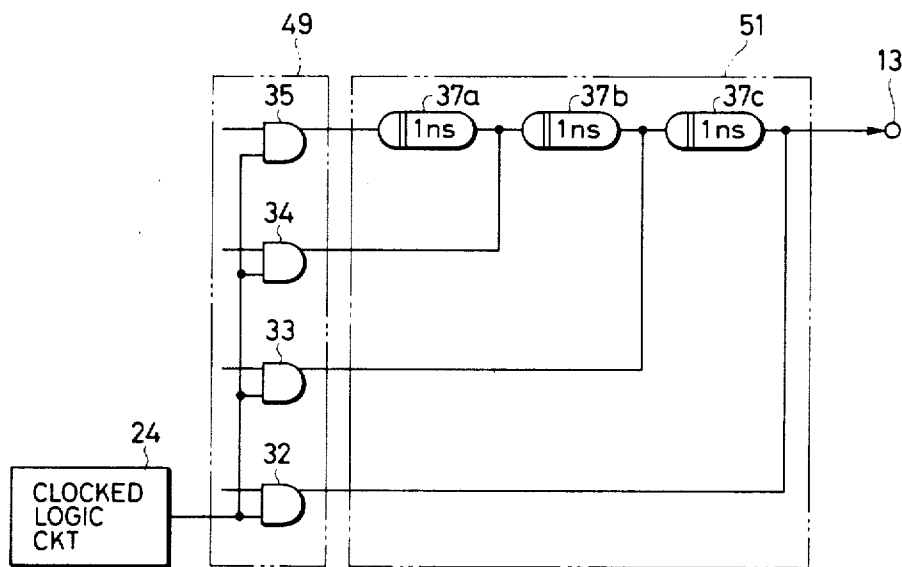 49
51
13
35
37a
37b
37c
1ns
1ns
1ns
34
33
24
32
CLOCKED
LOGIC
CKT